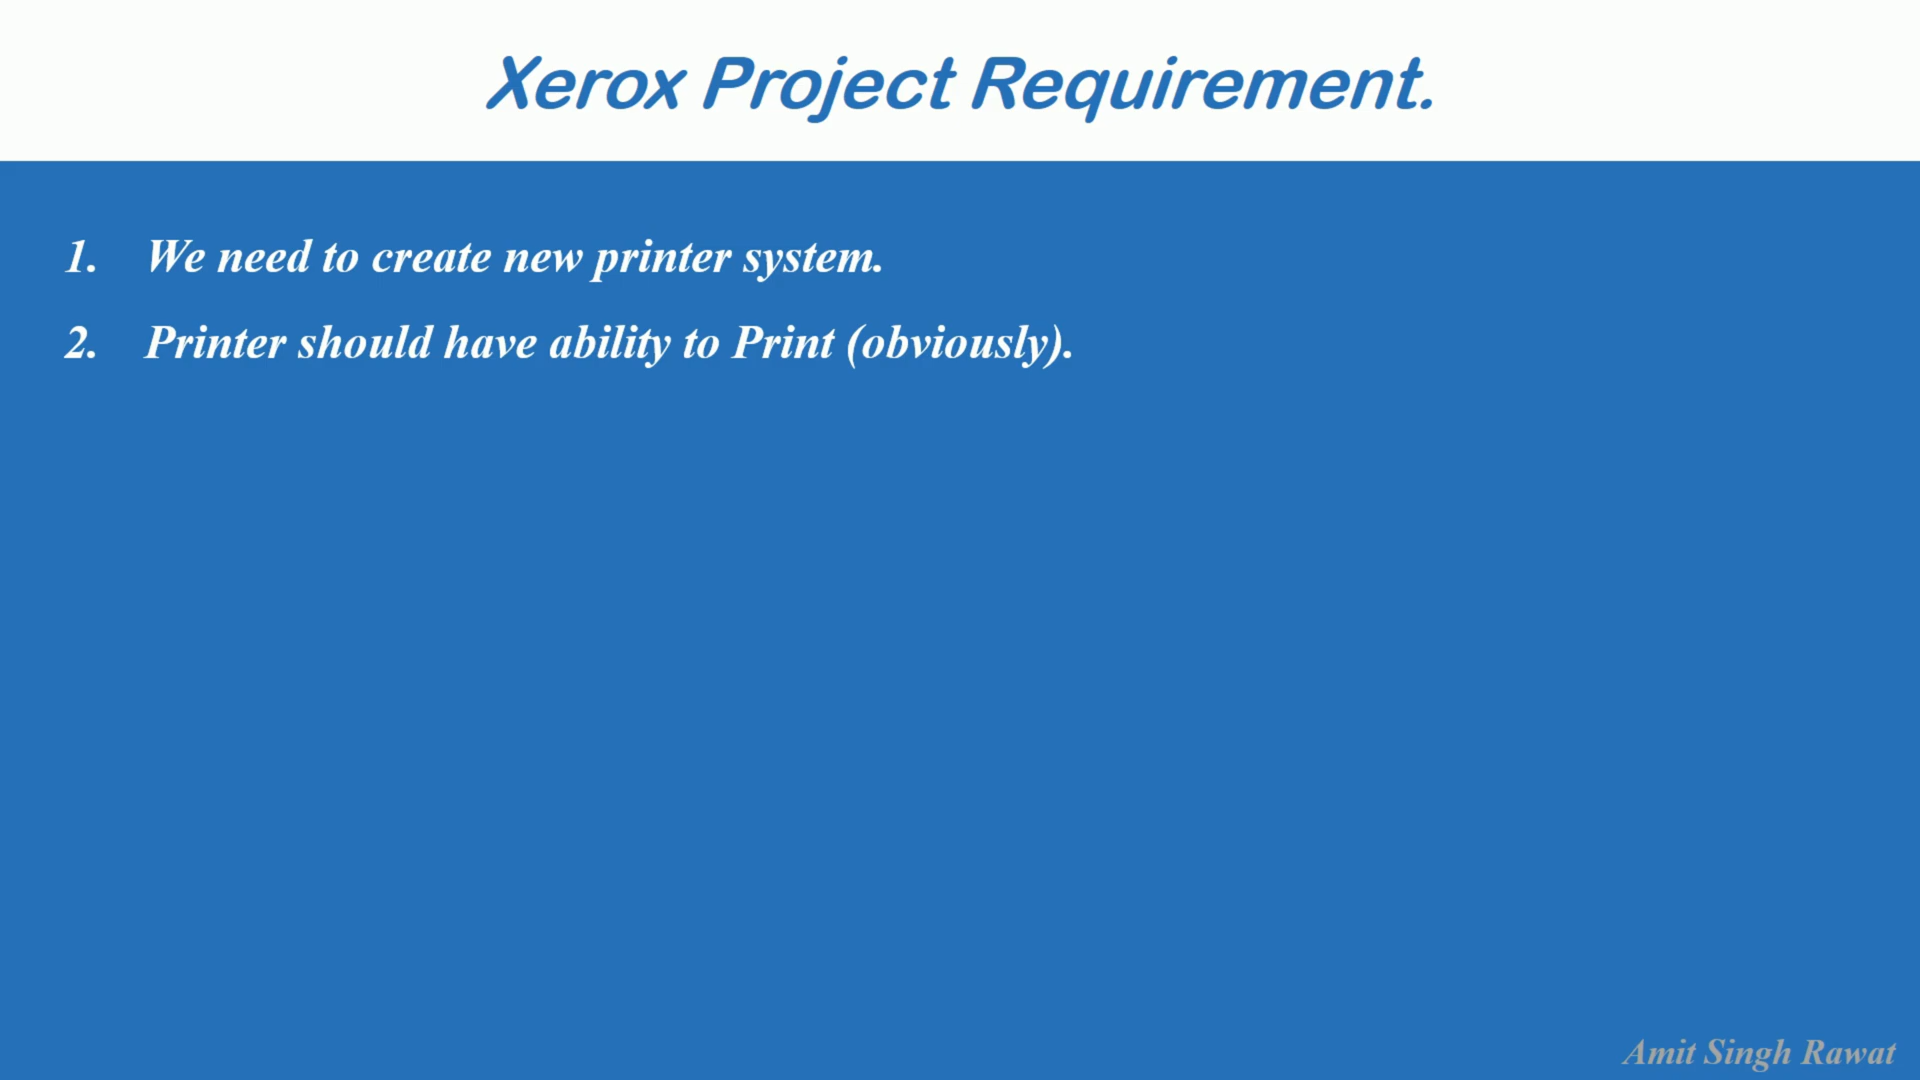 Xerox Project Requirement.
1. We need to create new printer system.
2. Printer should have ability to Print (obviously).
Amit Singh Rawat